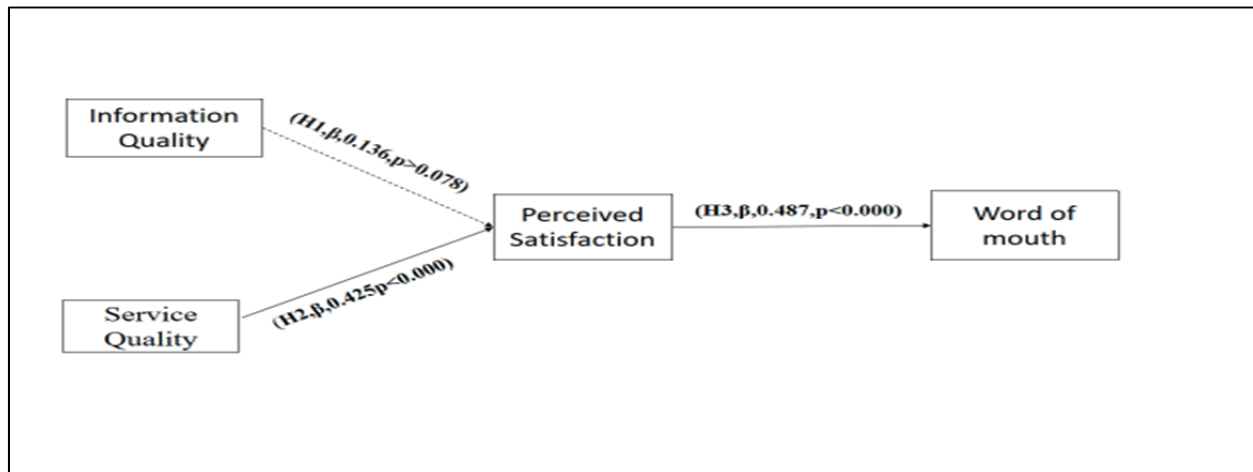 Information
Quality
(H1,β,0.136,p>0.078)
Perceived
Satisfaction
(H3,β,0.487,p<0.000)
Word of
mouth
Service
Quality
(H2,β,0.425p<0.000)